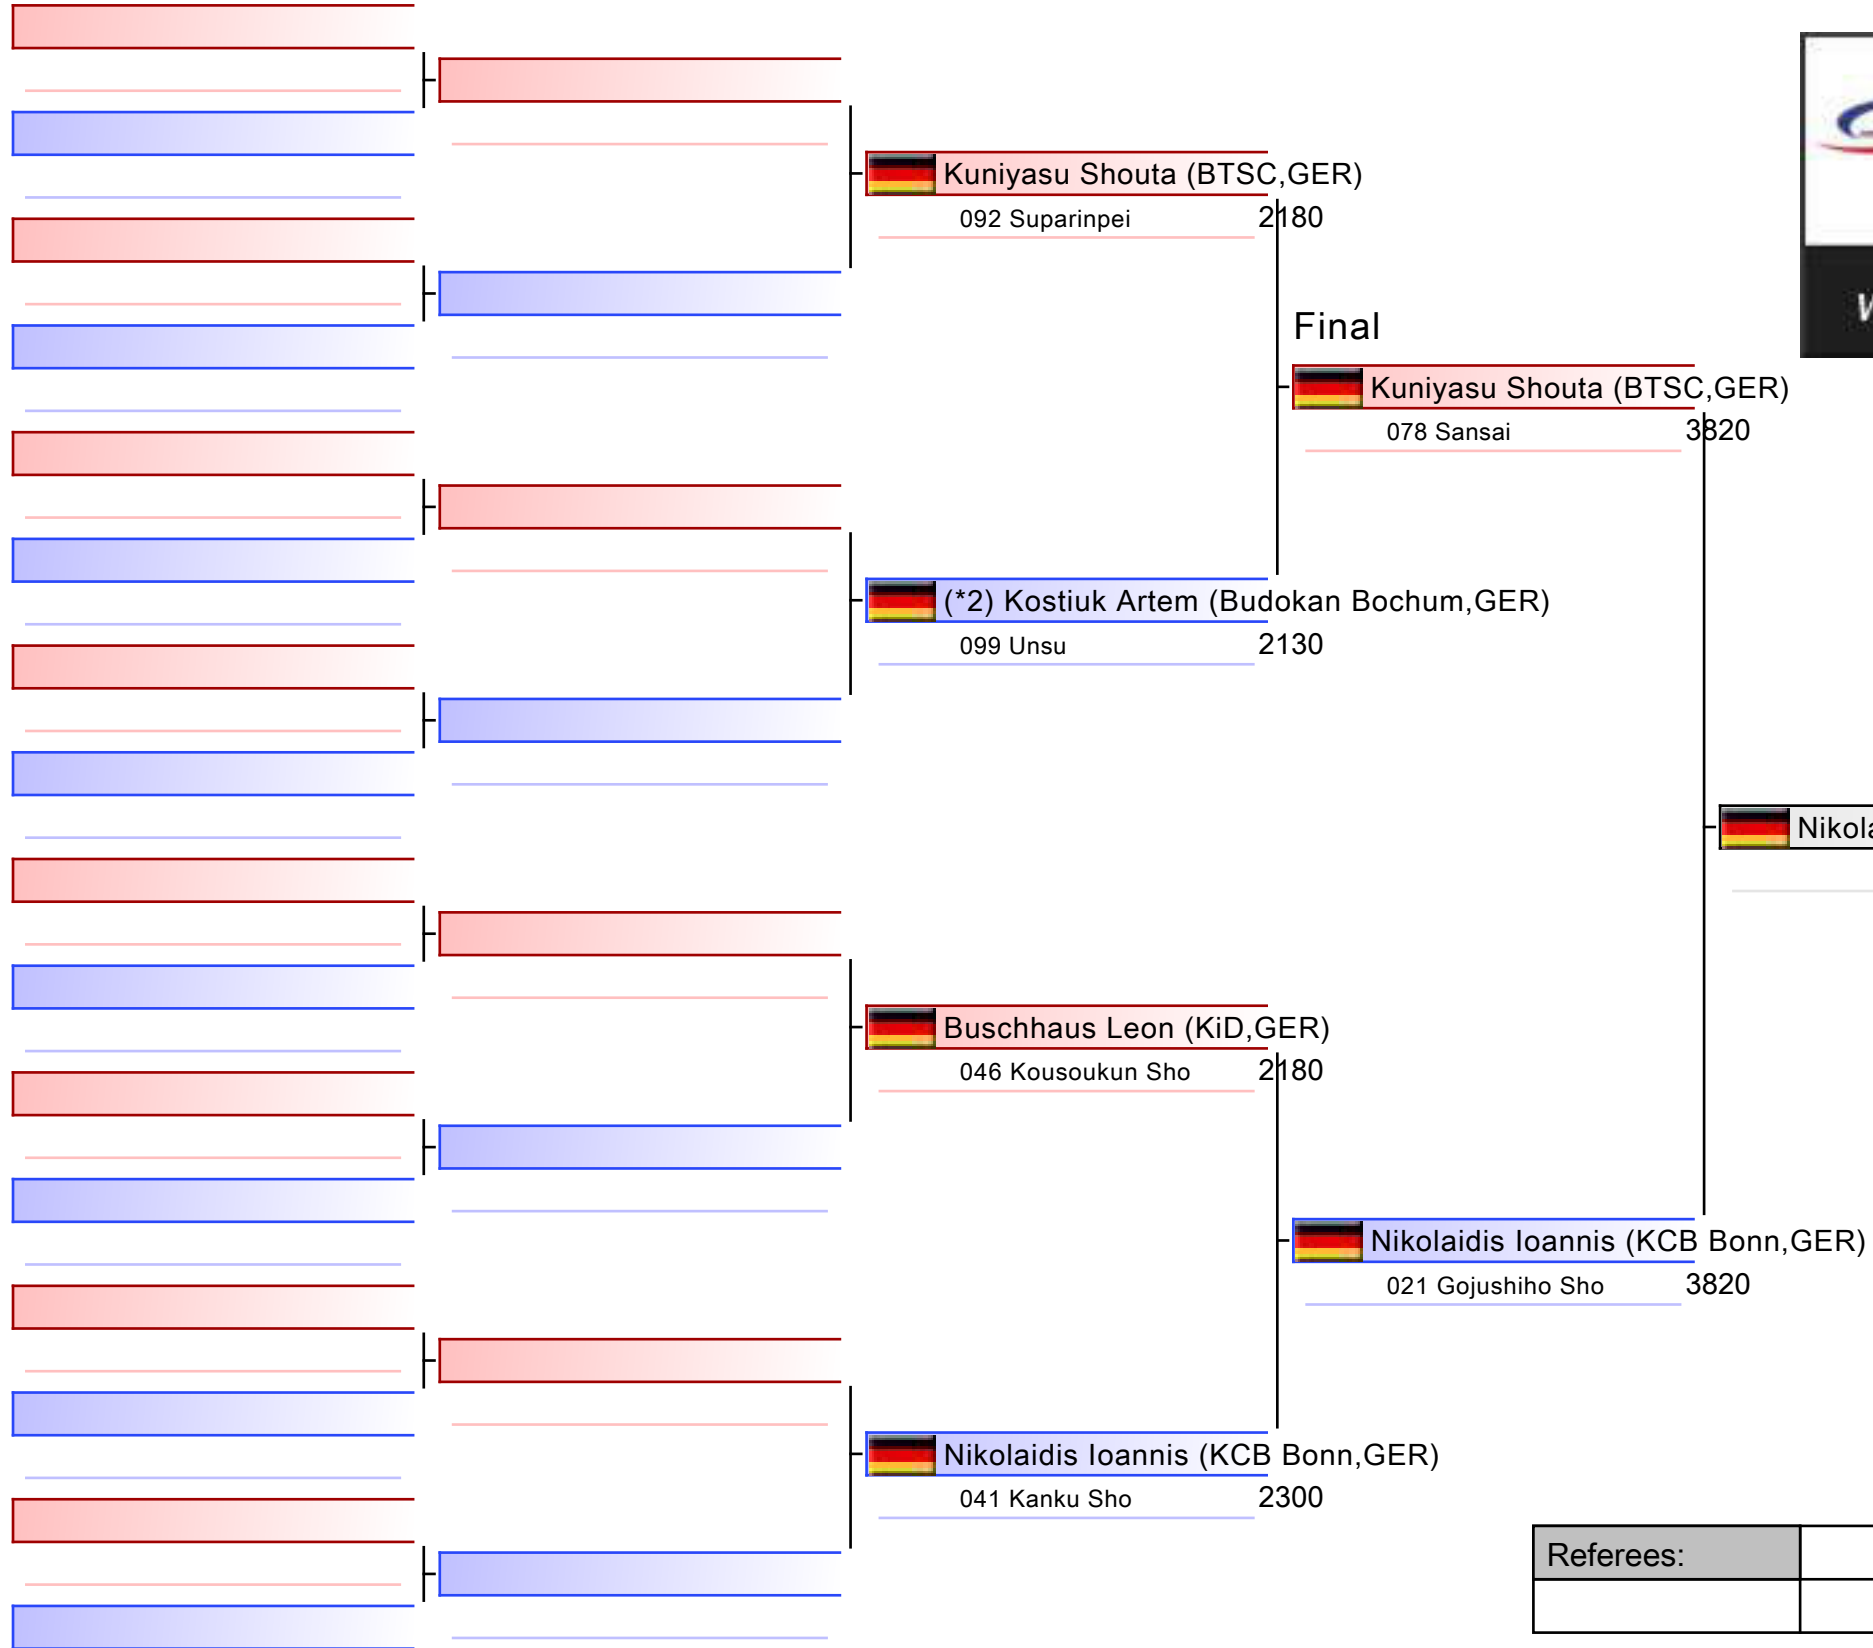 Kuniyasu Shouta (BTSC,GER)
092 Suparinpei 2180
Final
Kuniyasu Shouta (BTSC,GER)
078 Sansai 3820
(*2) Kostiuk Artem (Budokan Bochum,GER)
099 Unsu 2130
Buschhaus Leon (KiD,GER)
046 Kousoukun Sho 2180
Nikolaidis Ioannis (KCB Bonn,GER)
021 Gojushiho Sho 3820
Nikolaidis Ioannis (KCB Bonn,GER)
041 Kanku Sho 2300
Referees: